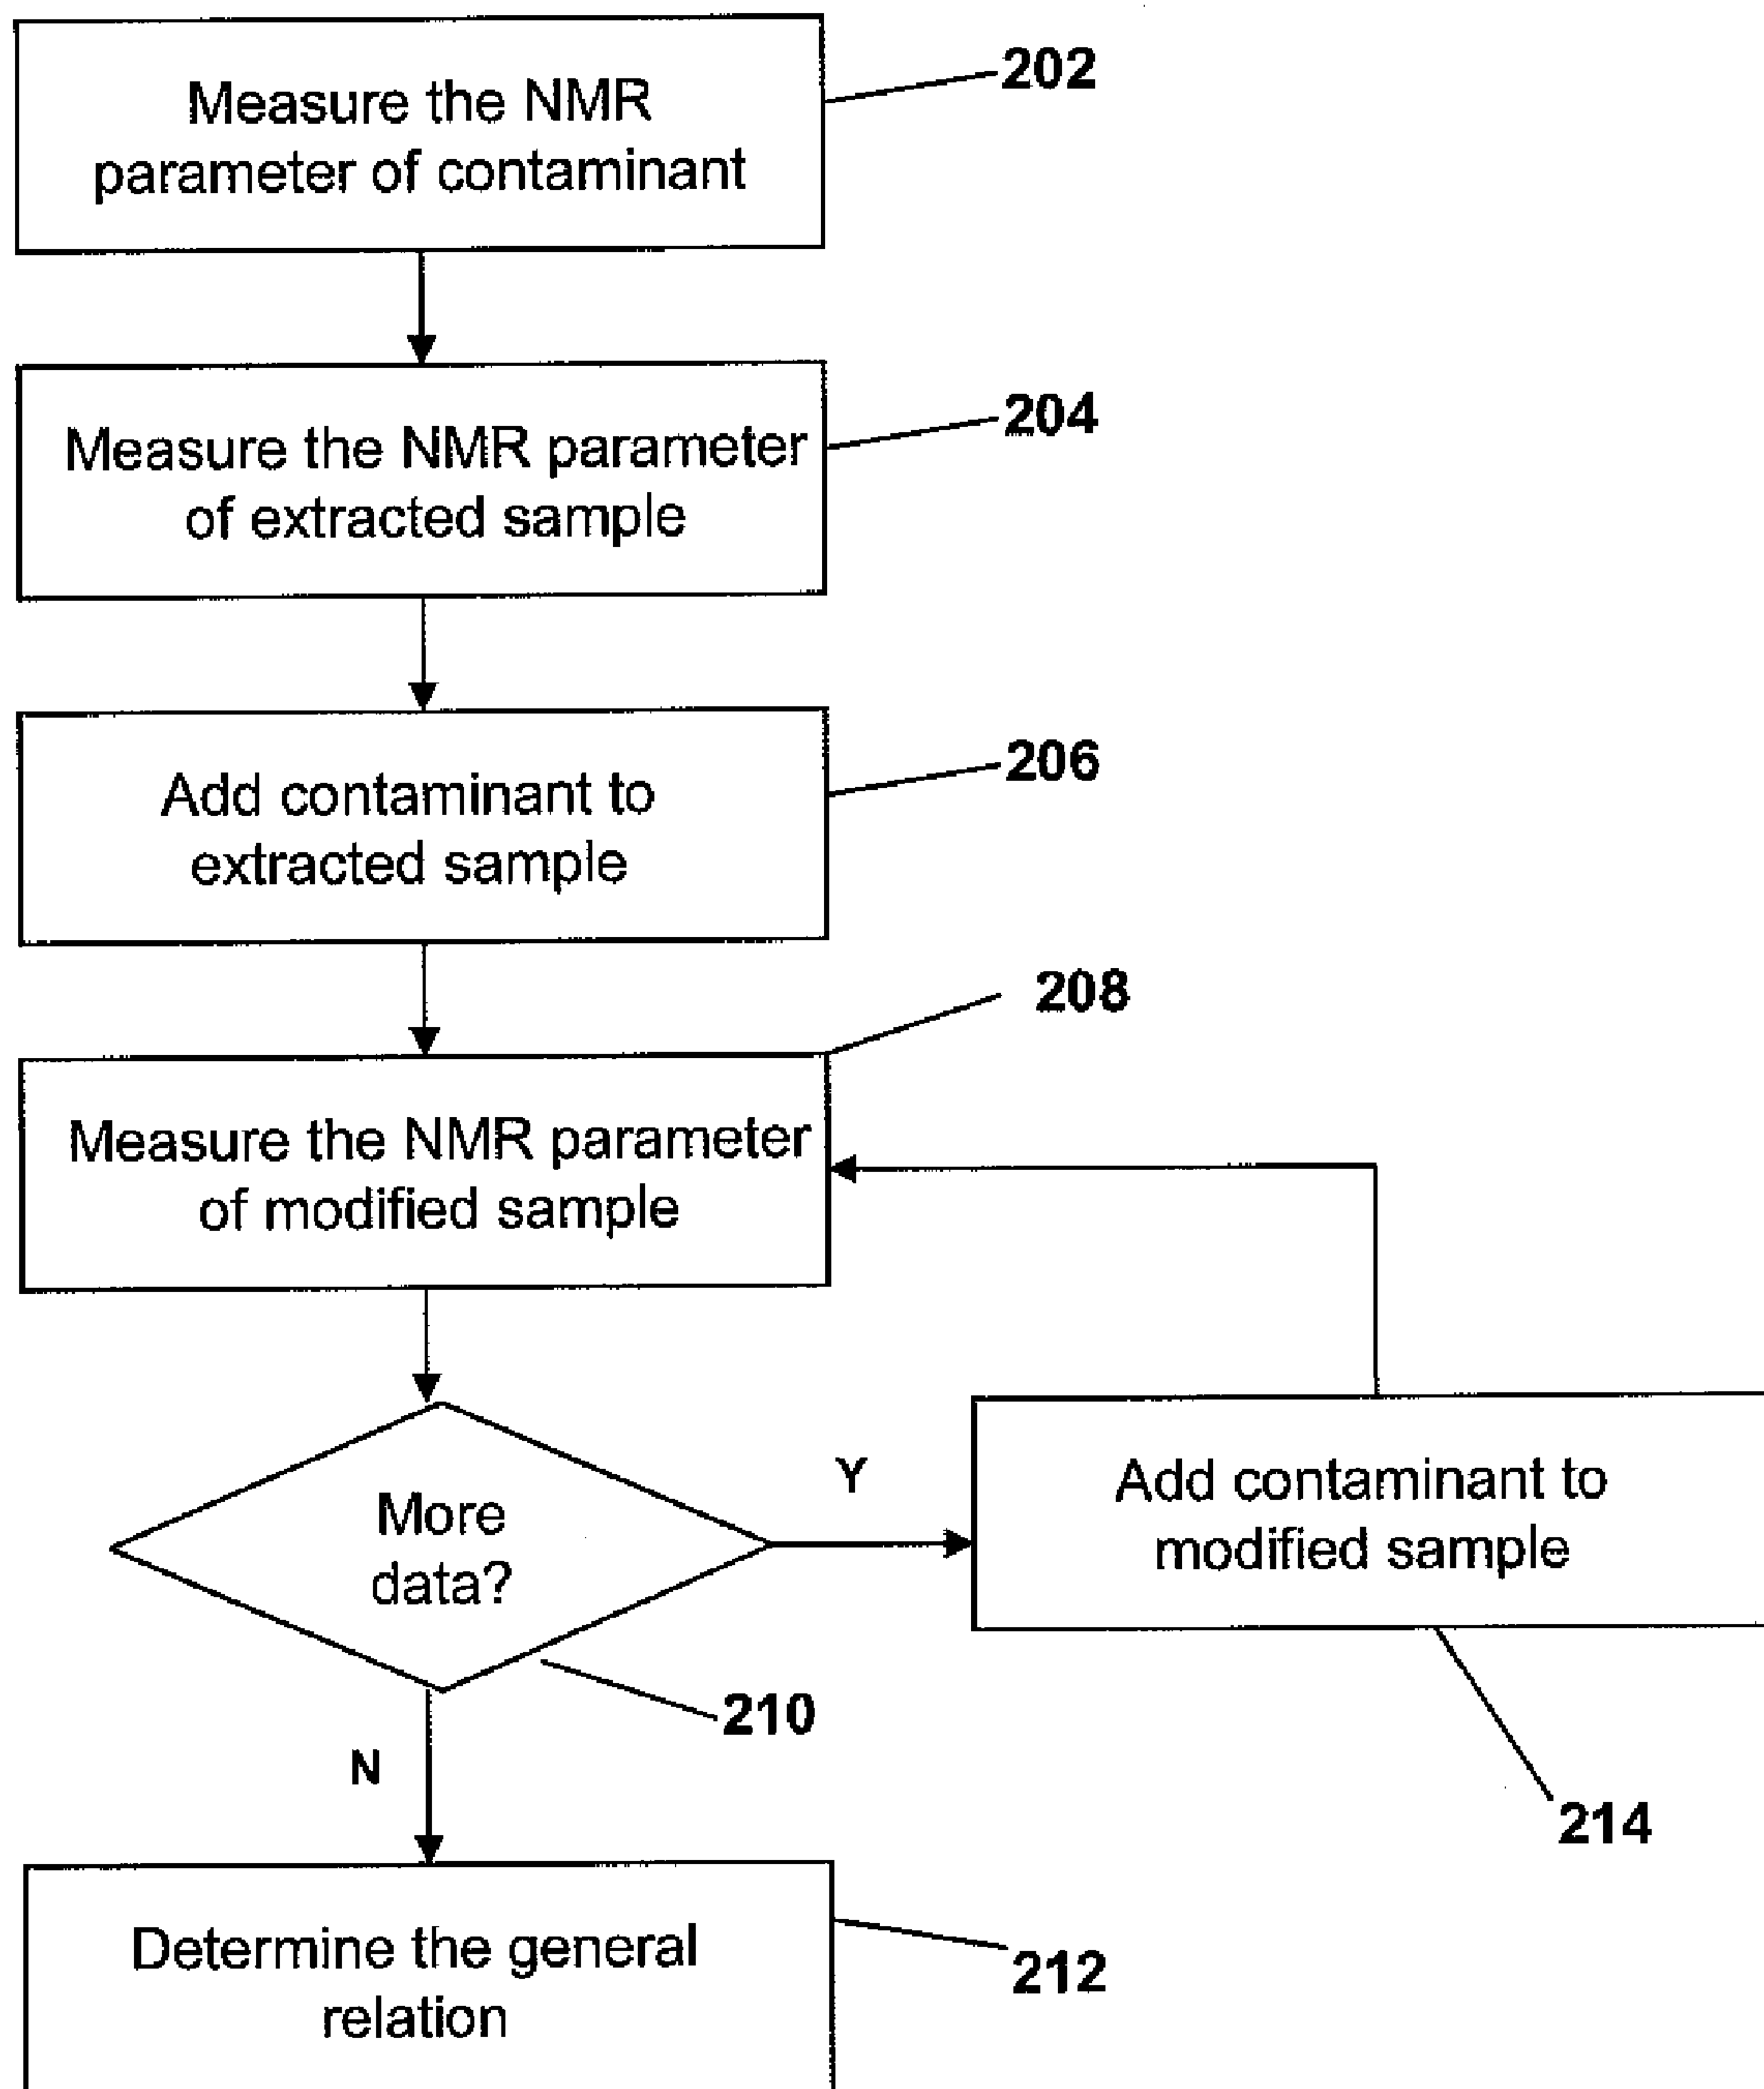 Measure the NMR
parameter of contaminant
202
Measure the NMR parameter
of extracted sample
204
Add contaminant to
extracted sample
206
208
Measure the NMR parameter
of modified sample
More
data?
Y
Add contaminant to
modified sample
210
N
214
Determine the general
relation
212